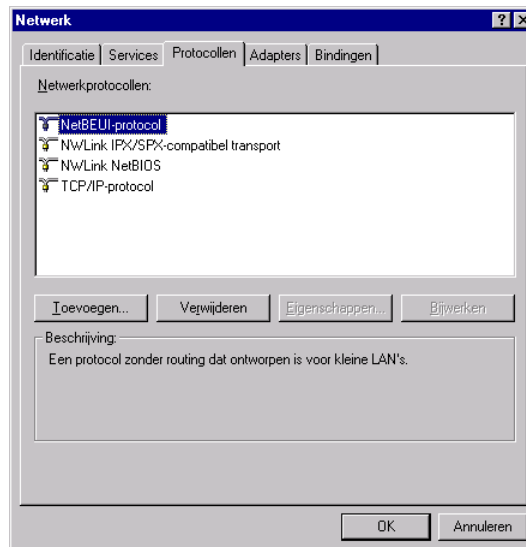 Netwerk
Identificatie Services Protocollen Adapters Bindingen
Netwerkprotocollen:
NetBEUI-protocol
NWLink IPX/SPX-compatibel transport
NWLink NetBIOS
TCP/IP-protocol
Toevoegen... Verwijderen Eigenschappen... Bijwerken
Beschrijving:
Een protocol zonder routing dat ontworpen is voor kleine LAN's.
OK Annuleren